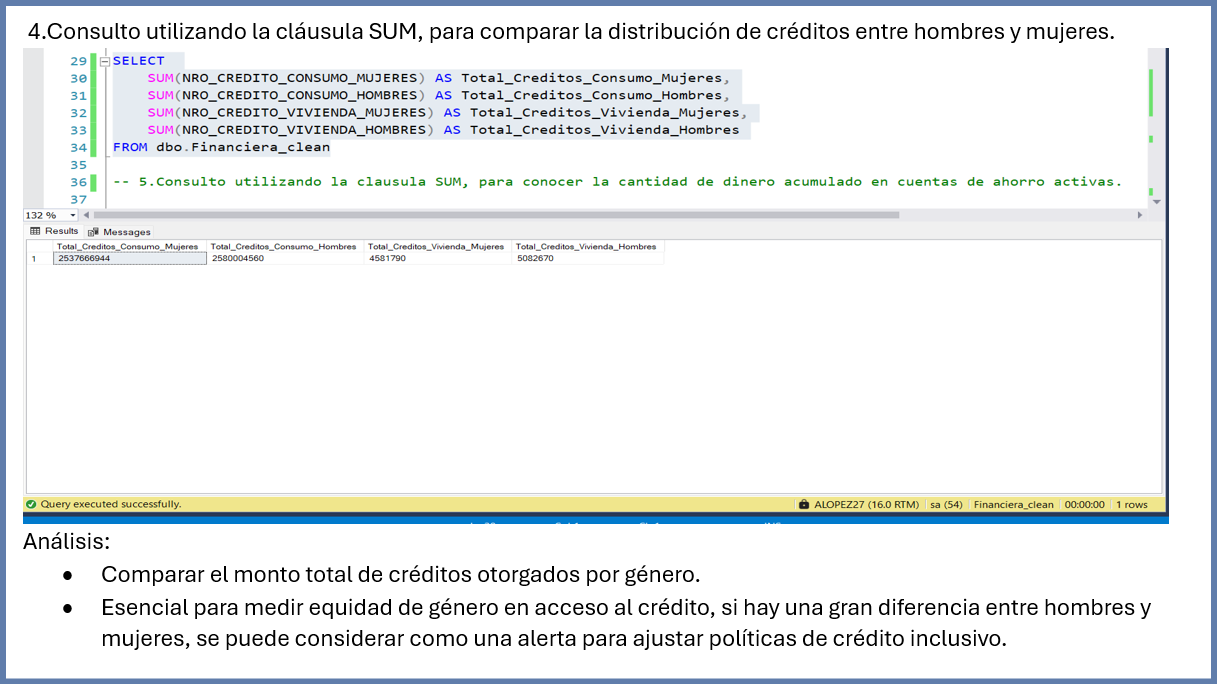 4.Consulto utilizando la cláusula SUM, para comparar la distribución de créditos entre hombres y mujeres.
29 SELECT
30 SUM(NRO_CREDITO_CONSUMO_MUJERES) AS Total_Creditos_Consumo_Mujeres,
31 SUM(NRO_CREDITO_CONSUMO_HOMBRES) AS Total_Creditos_Consumo_Hombres,
32 SUM(NRO_CREDITO_VIVIENDA_MUJERES) AS Total_Creditos_Vivienda_Mujeres,
33 SUM(NRO_CREDITO_VIVIENDA_HOMBRES) AS Total_Creditos_Vivienda_Hombres
34 FROM dbo.Financiera_clean
35
36 -- 5.Consulto utilizando la clausula SUM, para conocer la cantidad de dinero acumulado en cuentas de ahorro activas.
37
132 %
Results Messages
Total_Creditos_Consumo_Mujeres Total_Creditos_Consumo_Hombres Total_Creditos_Vivienda_Mujeres Total_Creditos_Vivienda_Hombres
1 2537666944 2580004560 4581790 5082670
Query executed successfully. ALOPEZ27 (16.0 RTM) sa (54) Financiera_clean 00:00:00 1 rows
Análisis:
● Comparar el monto total de créditos otorgados por género.
● Esencial para medir equidad de género en acceso al crédito, si hay una gran diferencia entre hombres y
mujeres, se puede considerar como una alerta para ajustar políticas de crédito inclusivo.